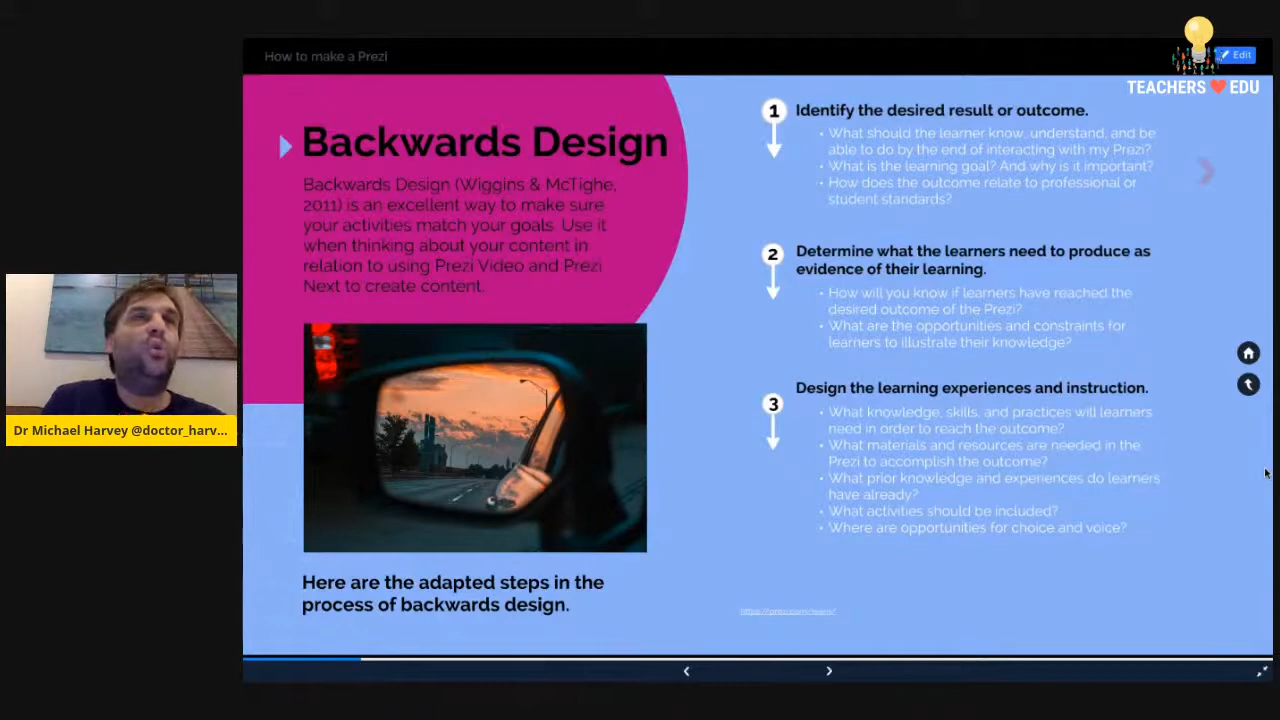 How to make a Prezi
Edit
TEACHERS EDU
Backwards Design
Backwards Design (Wiggins & McTighe,
2011) is an excellent way to make sure
your activities match your goals. Use it
when thinking about your content in
relation to using Prezi Video and Prezi
Next to create content.
Here are the adapted steps in the
process of backwards design.
1 Identify the desired result or outcome.
• What should the learner know, understand, and be
able to do by the end of interacting with my Prezi?
• What is the learning goal? And why is it important?
• How does the outcome relate to professional or
student standards?
2 Determine what the learners need to produce as
evidence of their learning.
• How will you know if learners have reached the
desired outcome of the Prezi?
• What are the opportunities and constraints for
learners to illustrate their knowledge?
3 Design the learning experiences and instruction.
• What knowledge, skills, and practices will learners
need in order to reach the outcome?
• What materials and resources are needed in the
Prezi to accomplish the outcome?
• What prior knowledge and experiences do learners
have already?
• What activities should be included?
• Where are opportunities for choice and voice?
Dr Michael Harvey @doctor_harv...